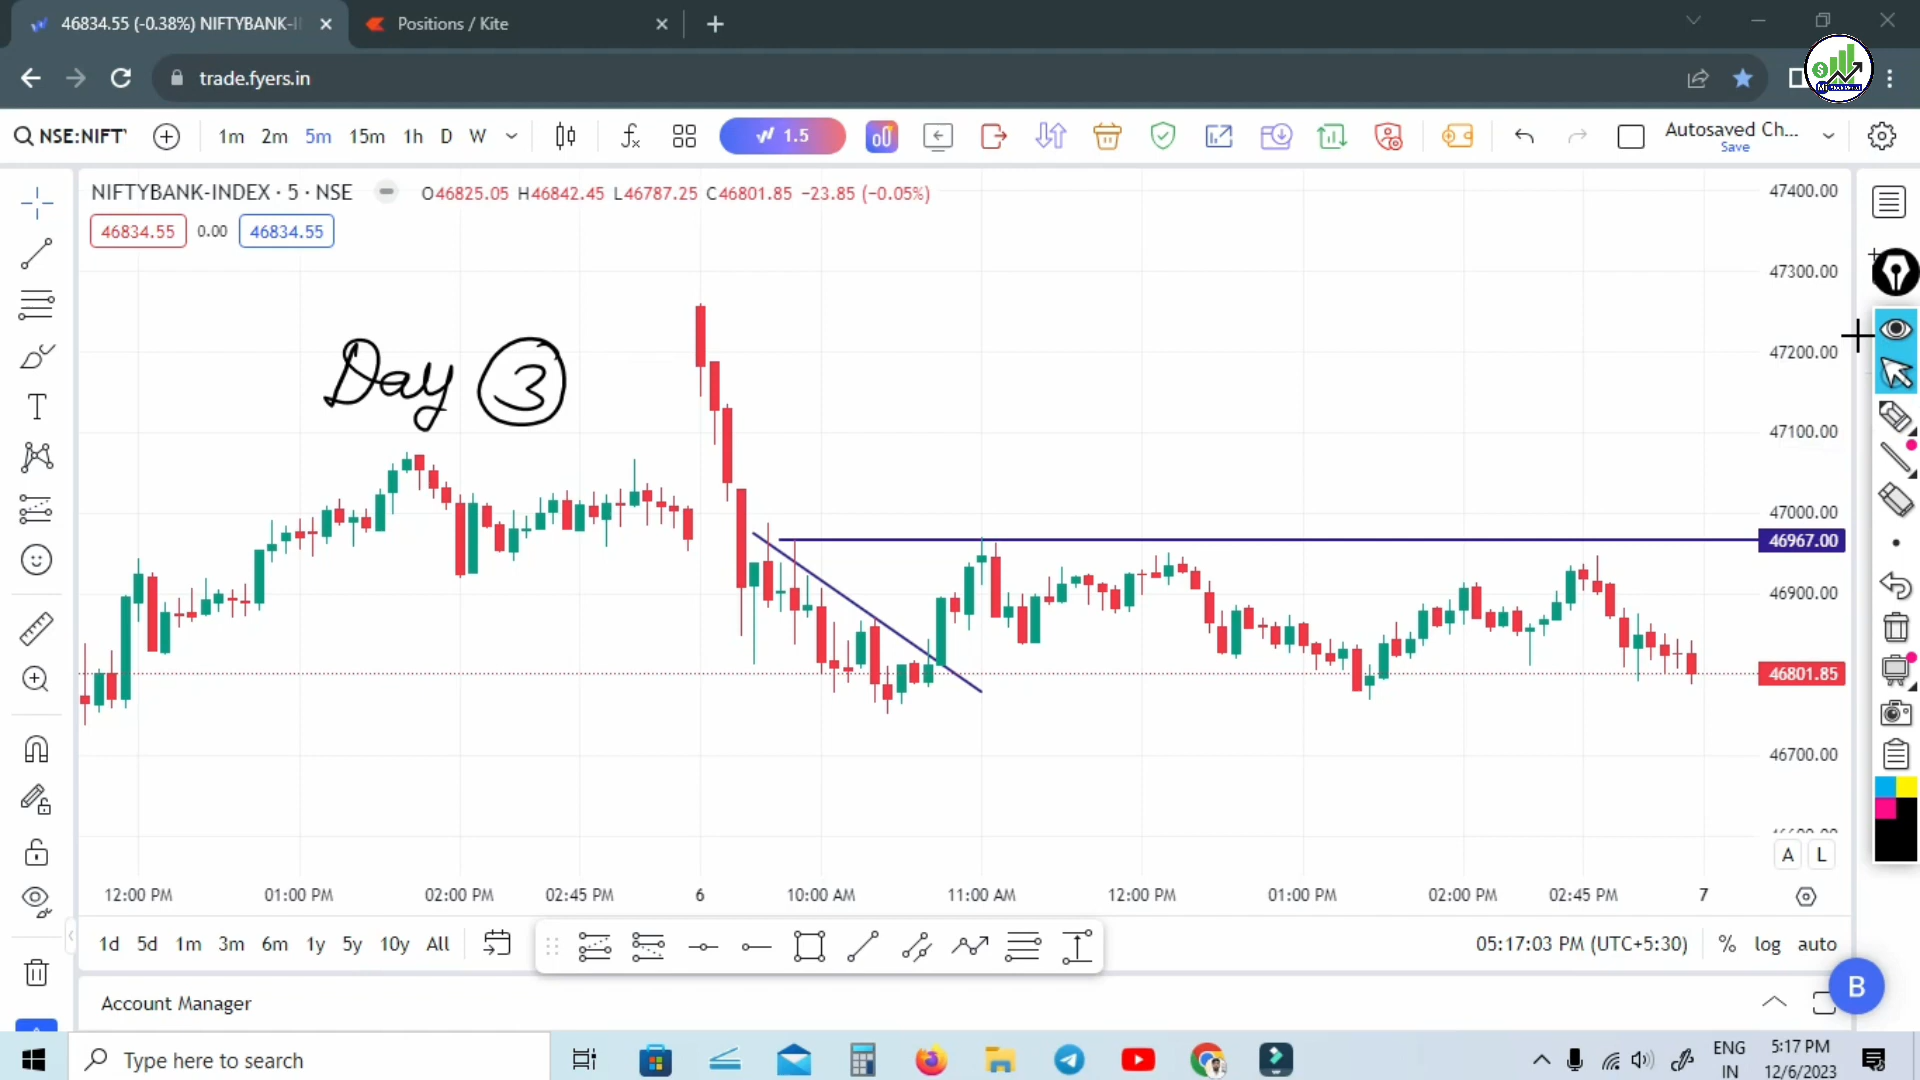 46834.55 (-0.38%) NIFTYBANK-I
Positions / Kite
trade.fyers.in
NSE:NIFTY
1m 2m 5m 15m 1h D W
1.5
Autosaved Ch...
Save
NIFTYBANK-INDEX · 5 · NSE
O46825.05 H46842.45 L46787.25 C46801.85 −23.85 (−0.05%)
46834.55 0.00 46834.55
Day 3
47400.00
47300.00
47200.00
47100.00
47000.00
46967.00
46900.00
46801.85
46700.00
A L
12:00 PM 01:00 PM 02:00 PM 02:45 PM 6 10:00 AM 11:00 AM 12:00 PM 01:00 PM 02:00 PM 02:45 PM 7
1d 5d 1m 3m 6m 1y 5y 10y All
05:17:03 PM (UTC+5:30) % log auto
B
Account Manager
Type here to search
ENG
IN
5:17 PM
12/6/2023